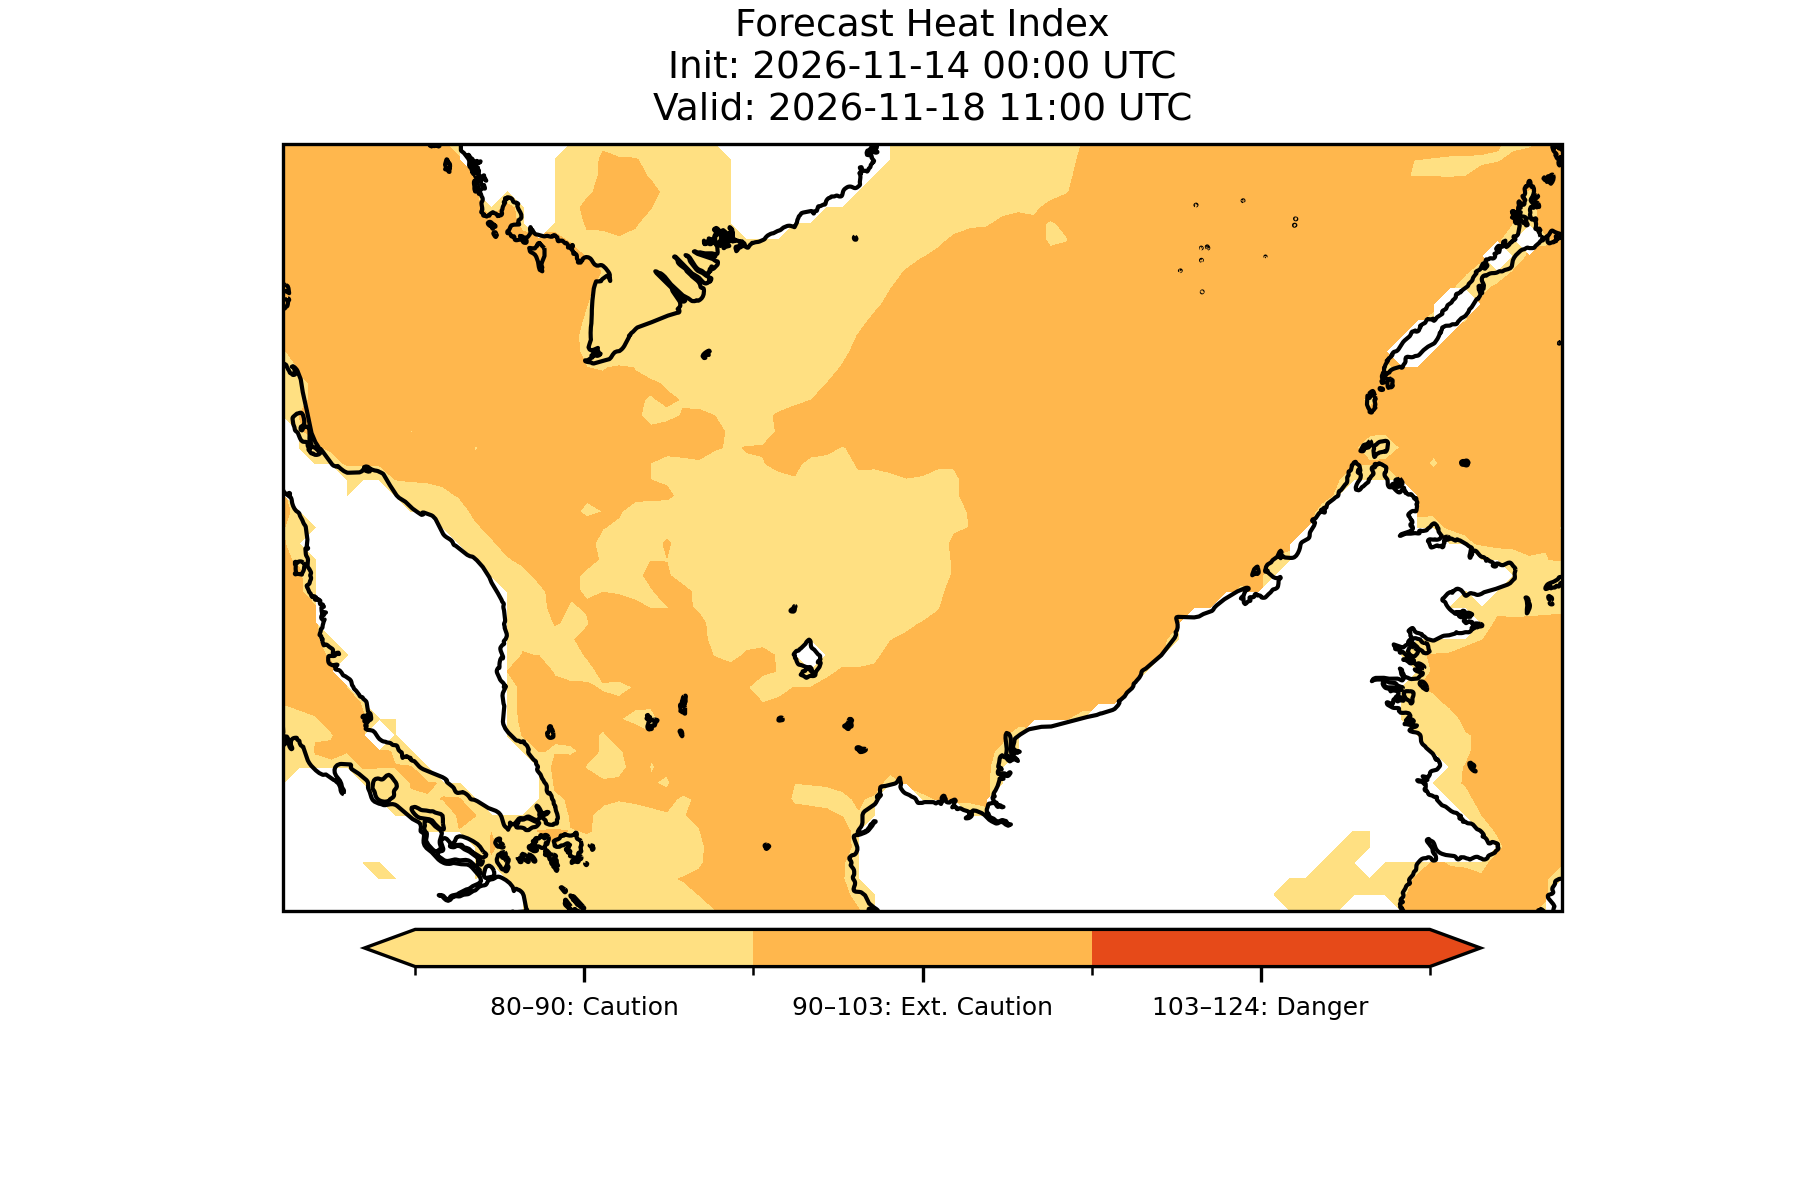 Forecast Heat Index
Init: 2026-11-14 00:00 UTC
Valid: 2026-11-18 11:00 UTC
80–90: Caution
90–103: Ext. Caution
103–124: Danger